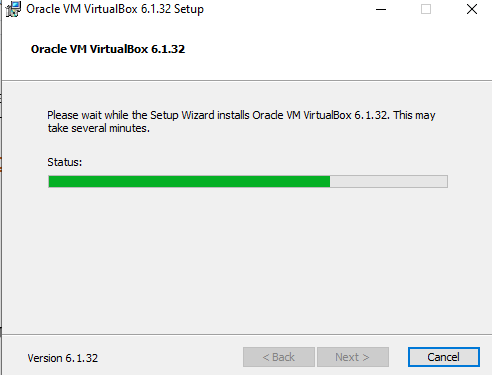 Oracle VM VirtualBox 6.1.32 Setup
Oracle VM VirtualBox 6.1.32
Please wait while the Setup Wizard installs Oracle VM VirtualBox 6.1.32. This may
take several minutes.
Status:
Version 6.1.32
< Back
Next >
Cancel